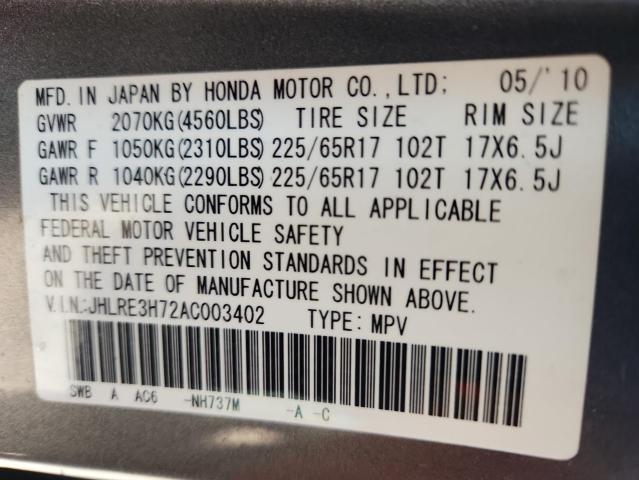 MFD. IN JAPAN BY HONDA MOTOR CO.,LTD; 05/'10
GVWR 2070KG(4560LBS) TIRE SIZE RIM SIZE
GAWR F 1050KG(2310LBS) 225/65R17 102T 17X6.5J
GAWR R 1040KG(2290LBS) 225/65R17 102T 17X6.5J
THIS VEHICLE CONFORMS TO ALL APPLICABLE
FEDERAL MOTOR VEHICLE SAFETY
AND THEFT PREVENTION STANDARDS IN EFFECT
ON THE DATE OF MANUFACTURE SHOWN ABOVE.
V.I.N.:JHLRE3H72AC003402 TYPE: MPV
SWB A AC6 -NH737M -A -C